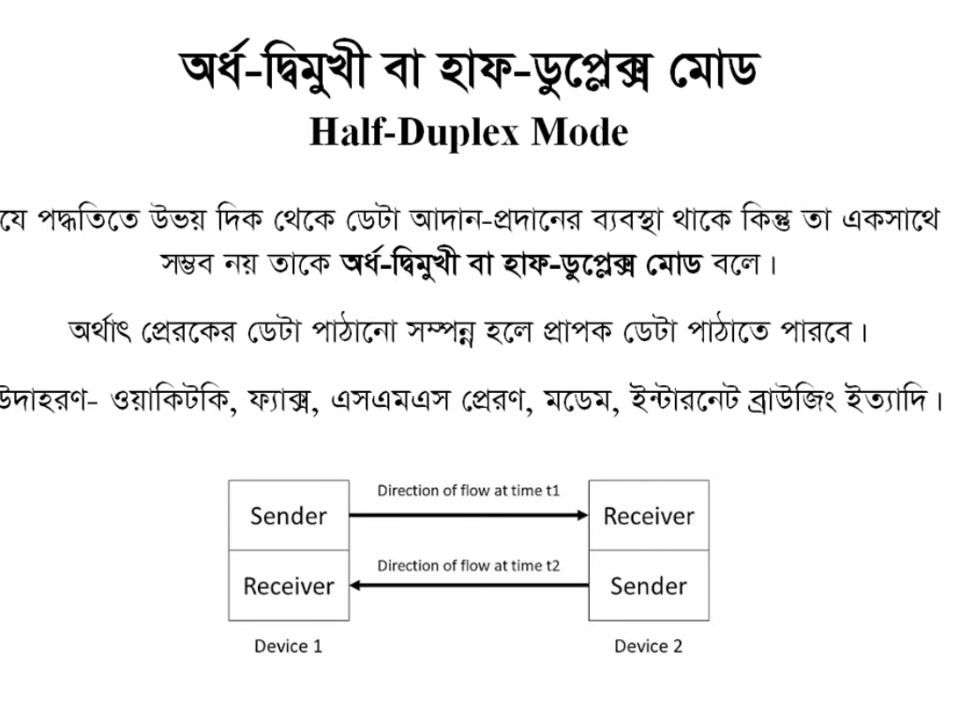 অর্ধ-দ্বিমুখী বা হাফ-ডুপ্লেক্স মোড
Half-Duplex Mode
যে পদ্ধতিতে উভয় দিক থেকে ডেটা আদান-প্রদানের ব্যবস্থা থাকে কিন্তু তা একসাথে
সম্ভব নয় তাকে অর্ধ-দ্বিমুখী বা হাফ-ডুপ্লেক্স মোড বলে।
অর্থাৎ প্রেরকের ডেটা পাঠানো সম্পন্ন হলে প্রাপক ডেটা পাঠাতে পারবে।
উদাহরণ- ওয়াকিটকি, ফ্যাক্স, এসএমএস প্রেরণ, মডেম, ইন্টারনেট ব্রাউজিং ইত্যাদি।
Direction of flow at time t1
Sender
Receiver
Direction of flow at time t2
Receiver
Sender
Device 1
Device 2